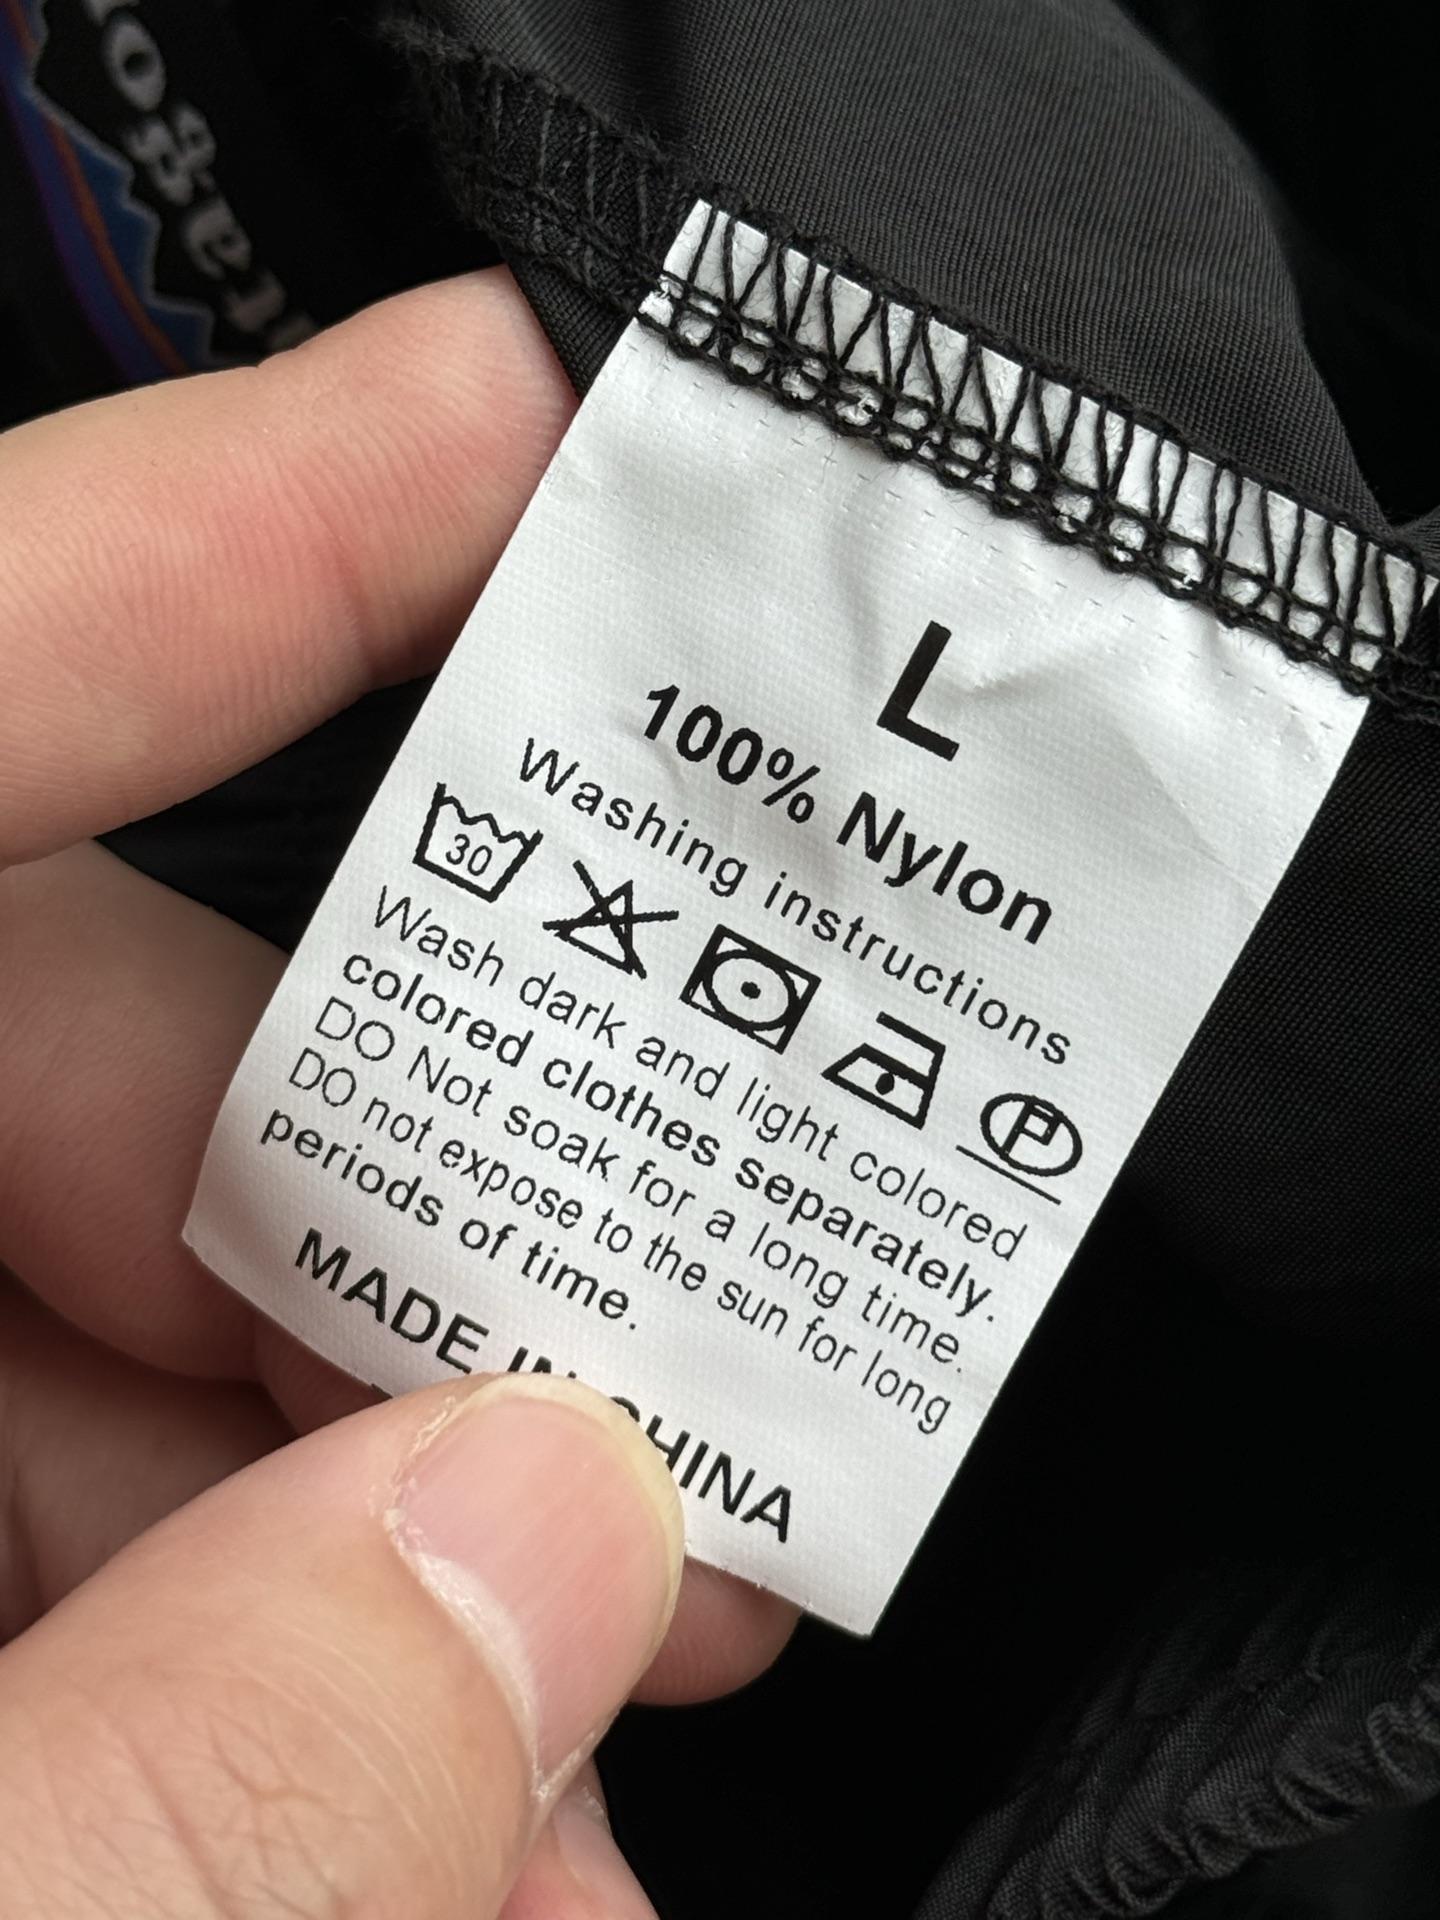 L
100% Nylon
Washing instructions
30
P
Wash dark and light colored
colored clothes separately.
DO Not soak for a long time.
DO not expose to the sun for long
periods of time.
MADE IN CHINA